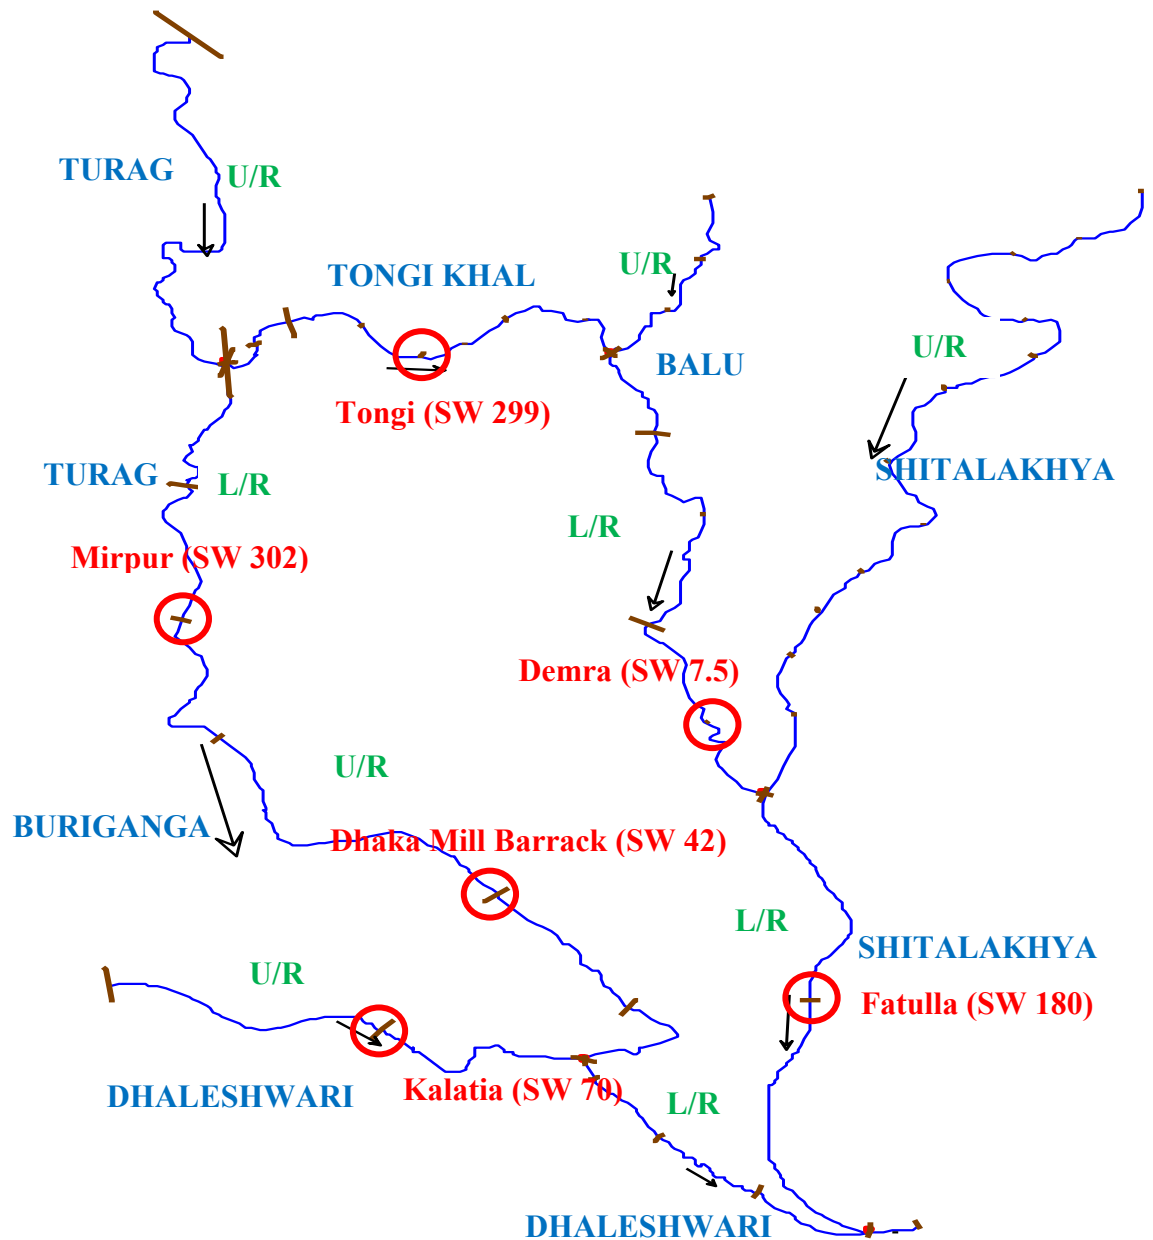 TURAG
U/R
TONGI KHAL
U/R
BALU
U/R
Tongi (SW 299)
TURAG
L/R
SHITALAKHYA
L/R
Mirpur (SW 302)
Demra (SW 7.5)
U/R
BURIGANGA
Dhaka Mill Barrack (SW 42)
L/R
SHITALAKHYA
U/R
Fatulla (SW 180)
DHALESHWARI
Kalatia (SW 70)
L/R
DHALESHWARI